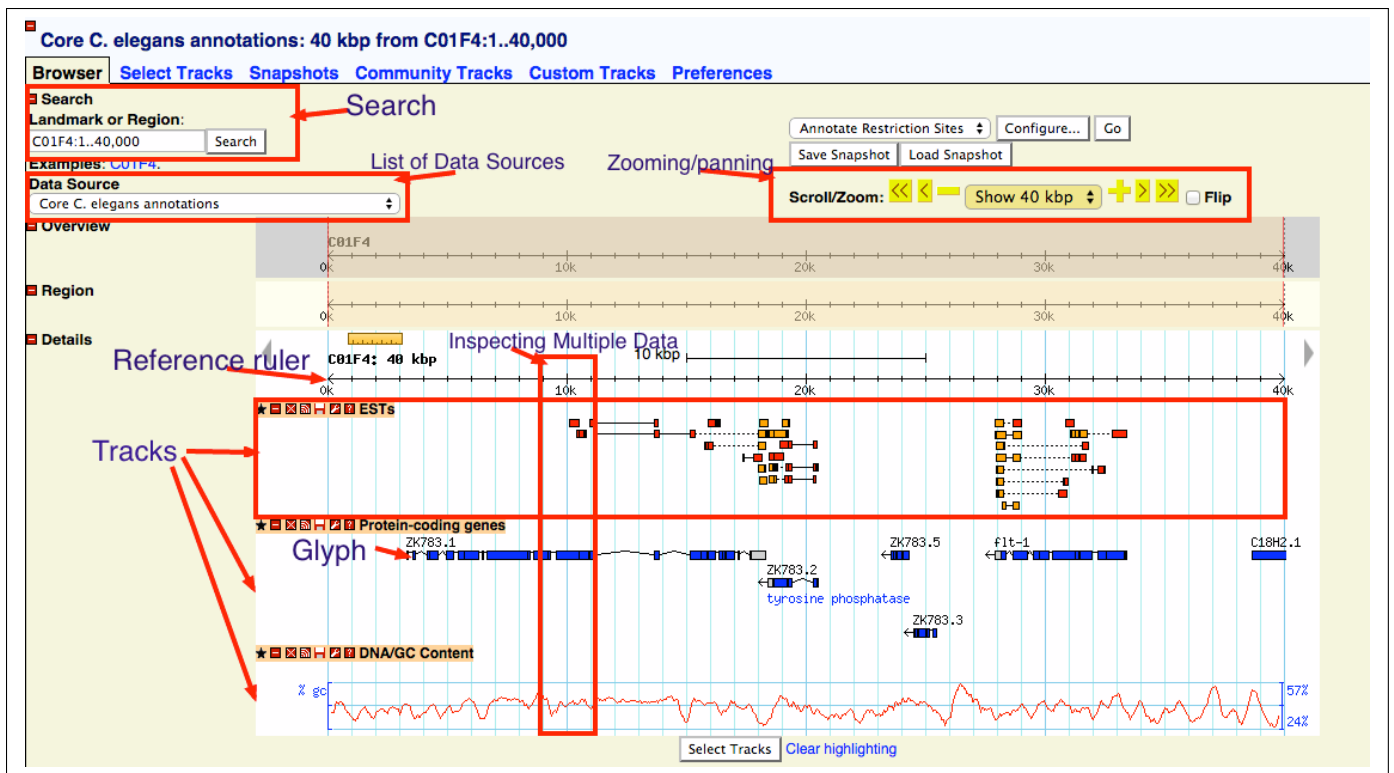 Core C. elegans annotations: 40 kbp from C01F4:1..40,000
Browser Select Tracks Snapshots Community Tracks Custom Tracks Preferences
Search
Landmark or Region:
C01F4:1..40,000 Search
Examples: C01F4.
Data Source
Core C. elegans annotations
Search
List of Data Sources
Zooming/panning
Annotate Restriction Sites Configure... Go
Save Snapshot Load Snapshot
Scroll/Zoom: << < Show 40 kbp > >> Flip
Overview
C01F4
0k 10k 20k 30k 40k
Region
0k 10k 20k 30k 40k
Details
Inspecting Multiple Data
Reference ruler
C01F4: 40 kbp 10 kbp
0k 10k 20k 30k 40k
ESTs
Tracks
Protein-coding genes
Glyph
ZK783.1 ZK783.5 flt-1 C18H2.1
ZK783.2
tyrosine phosphatase
ZK783.3
DNA/GC Content
% gc 57%
24%
Select Tracks Clear highlighting